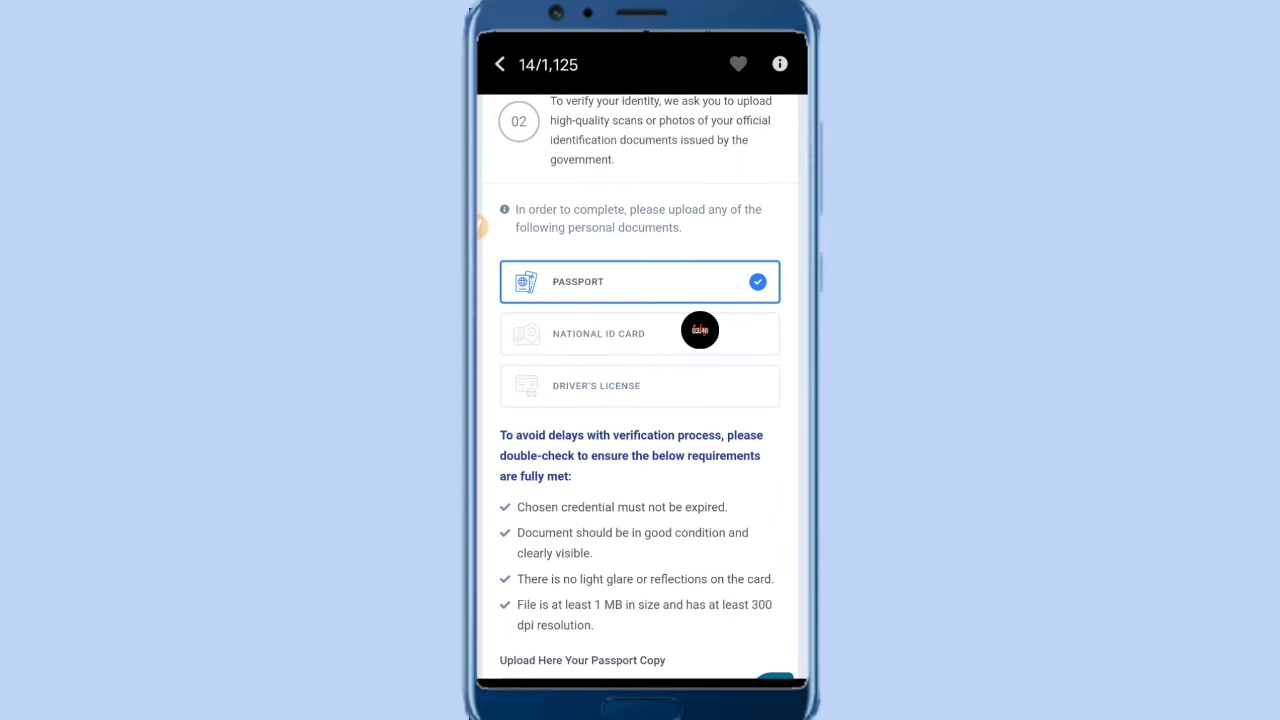 14/1,125
To verify your identity, we ask you to upload
02
high-quality scans or photos of your official
identification documents issued by the
government.
In order to complete, please upload any of the
following personal documents.
PASSPORT
NATIONAL ID CARD
DRIVER'S LICENSE
To avoid delays with verification process, please
double-check to ensure the below requirements
are fully met:
Chosen credential must not be expired.
Document should be in good condition and
clearly visible.
There is no light glare or reflections on the card.
File is at least 1 MB in size and has at least 300
dpi resolution.
Upload Here Your Passport Copy